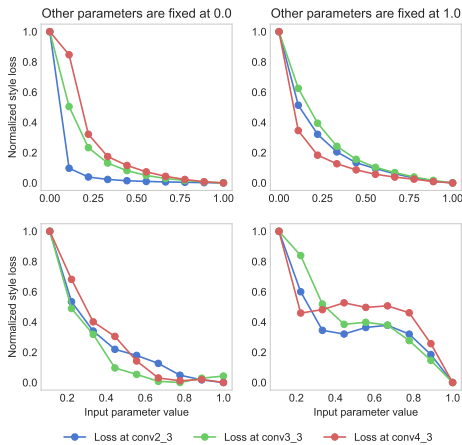 Other parameters are fixed at 0.0
Other parameters are fixed at 1.0
Normalized style loss
1.0
0.8
0.6
0.4
0.2
0.0
0.00 0.25 0.50 0.75 1.00
1.0
0.8
0.6
0.4
0.2
0.0
0.00 0.25 0.50 0.75 1.00
Normalized style loss
1.0
0.8
0.6
0.4
0.2
0.0
0.2 0.4 0.6 0.8 1.0
Input parameter value
1.0
0.8
0.6
0.4
0.2
0.0
0.2 0.4 0.6 0.8 1.0
Input parameter value
Loss at conv2_3 Loss at conv3_3 Loss at conv4_3